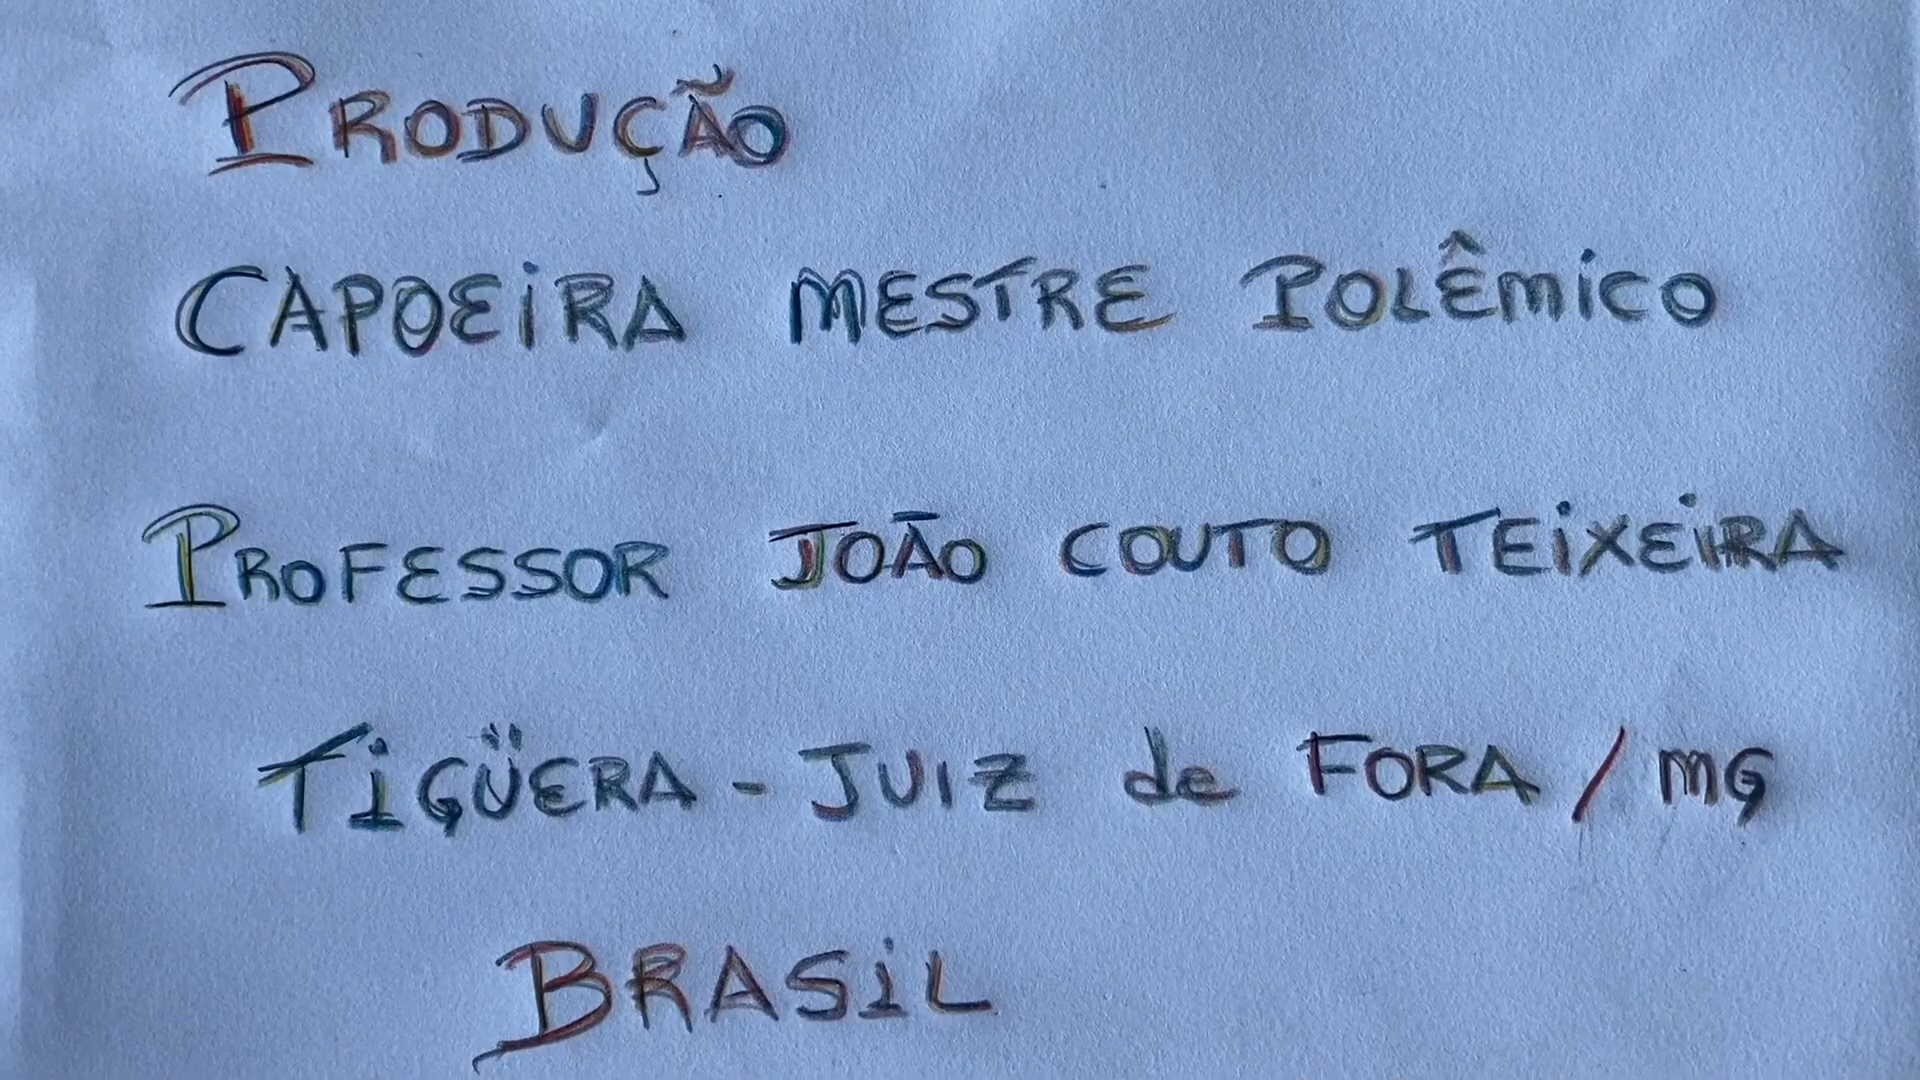 PRODUÇÃO
CAPOEIRA MESTRE POLÊMICO
PROFESSOR JOÃO COUTO TEIXEIRA
TIGÜERA - JUIZ de FORA / MG
BRASIL